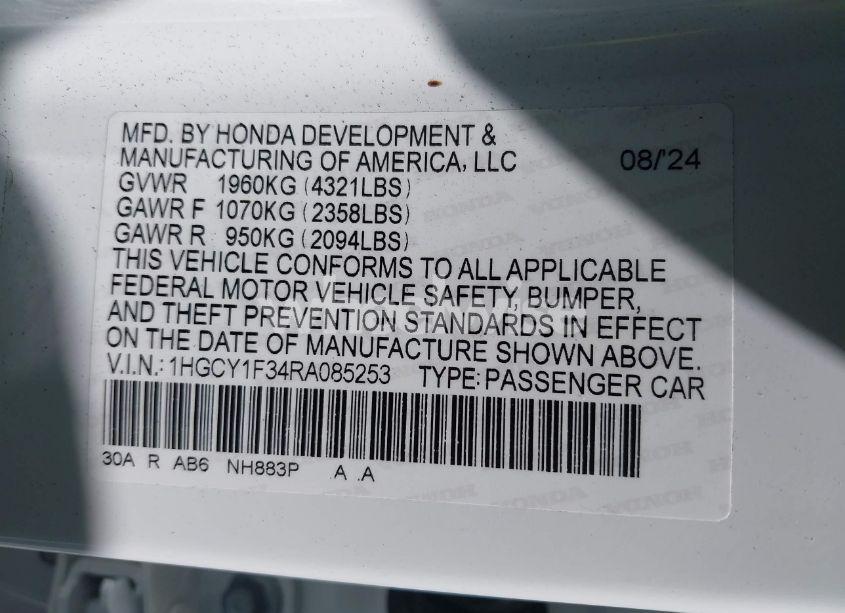 MFD. BY HONDA DEVELOPMENT &
MANUFACTURING OF AMERICA, LLC 08/'24
GVWR 1960KG (4321LBS)
GAWR F 1070KG (2358LBS)
GAWR R 950KG (2094LBS)
THIS VEHICLE CONFORMS TO ALL APPLICABLE
FEDERAL MOTOR VEHICLE SAFETY, BUMPER,
AND THEFT PREVENTION STANDARDS IN EFFECT
ON THE DATE OF MANUFACTURE SHOWN ABOVE.
V.I.N.: 1HGCY1F34RA085253 TYPE: PASSENGER CAR
30A R AB6 NH883P A .A